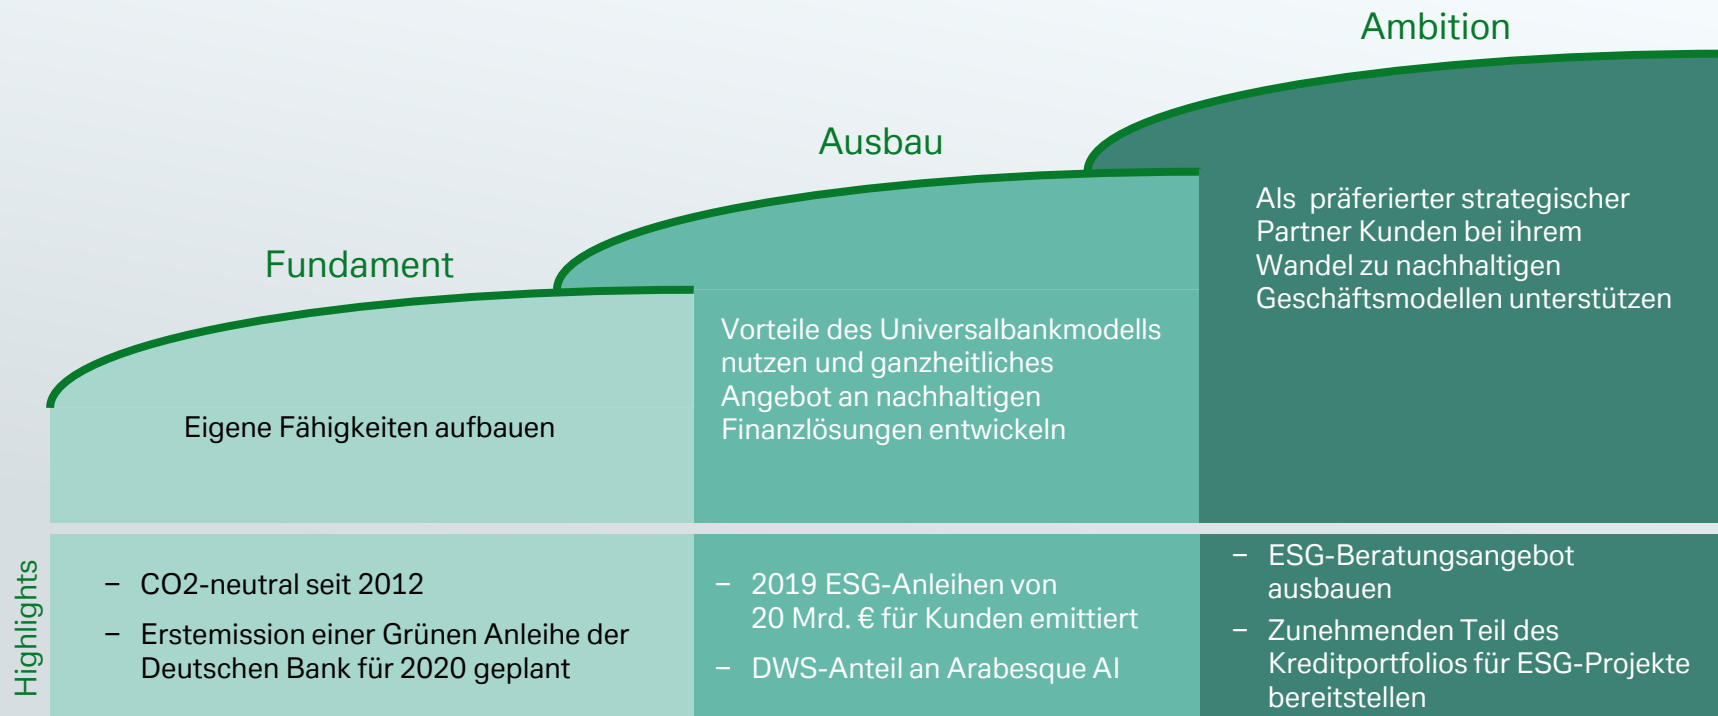 Fundament
Eigene Fähigkeiten aufbauen
Ausbau
Vorteile des Universalbankmodells
nutzen und ganzheitliches
Angebot an nachhaltigen
Finanzlösungen entwickeln
Ambition
Als präferierter strategischer
Partner Kunden bei ihrem
Wandel zu nachhaltigen
Geschäftsmodellen unterstützen
Highlights
– CO2-neutral seit 2012
– Erstemission einer Grünen Anleihe der
Deutschen Bank für 2020 geplant
– 2019 ESG-Anleihen von
20 Mrd. € für Kunden emittiert
– DWS-Anteil an Arabesque AI
– ESG-Beratungsangebot
ausbauen
– Zunehmenden Teil des
Kreditportfolios für ESG-Projekte
bereitstellen